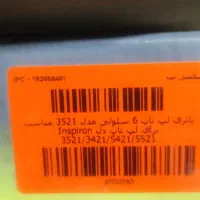 باتری لپ تاپ 6 سلولی مدل 3521 مناسب
برای لپ تاپ دل Inspiron
3521/3421/5421/5521